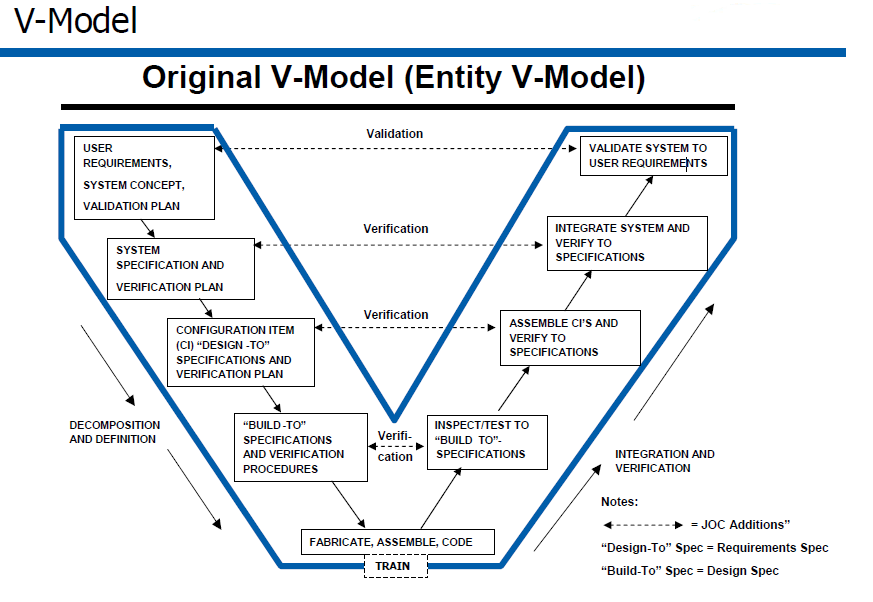 V-Model
Original V-Model (Entity V-Model)
Validation
USER
REQUIREMENTS,
SYSTEM CONCEPT,
VALIDATION PLAN
VALIDATE SYSTEM TO
USER REQUIREMENTS
Verification
SYSTEM
SPECIFICATION AND
VERIFICATION PLAN
INTEGRATE SYSTEM AND
VERIFY TO
SPECIFICATIONS
Verification
CONFIGURATION ITEM
(CI) “DESIGN -TO”
SPECIFICATIONS AND
VERIFICATION PLAN
ASSEMBLE CI'S AND
VERIFY TO
SPECIFICATIONS
DECOMPOSITION
AND DEFINITION
“BUILD -TO”
SPECIFICATIONS
AND VERIFICATION
PROCEDURES
Verifi-
cation
INSPECT/TEST TO
“BUILD TO”-
SPECIFICATIONS
INTEGRATION AND
VERIFICATION
FABRICATE, ASSEMBLE, CODE
TRAIN
Notes:
= JOC Additions”
“Design-To” Spec = Requirements Spec
“Build-To” Spec = Design Spec